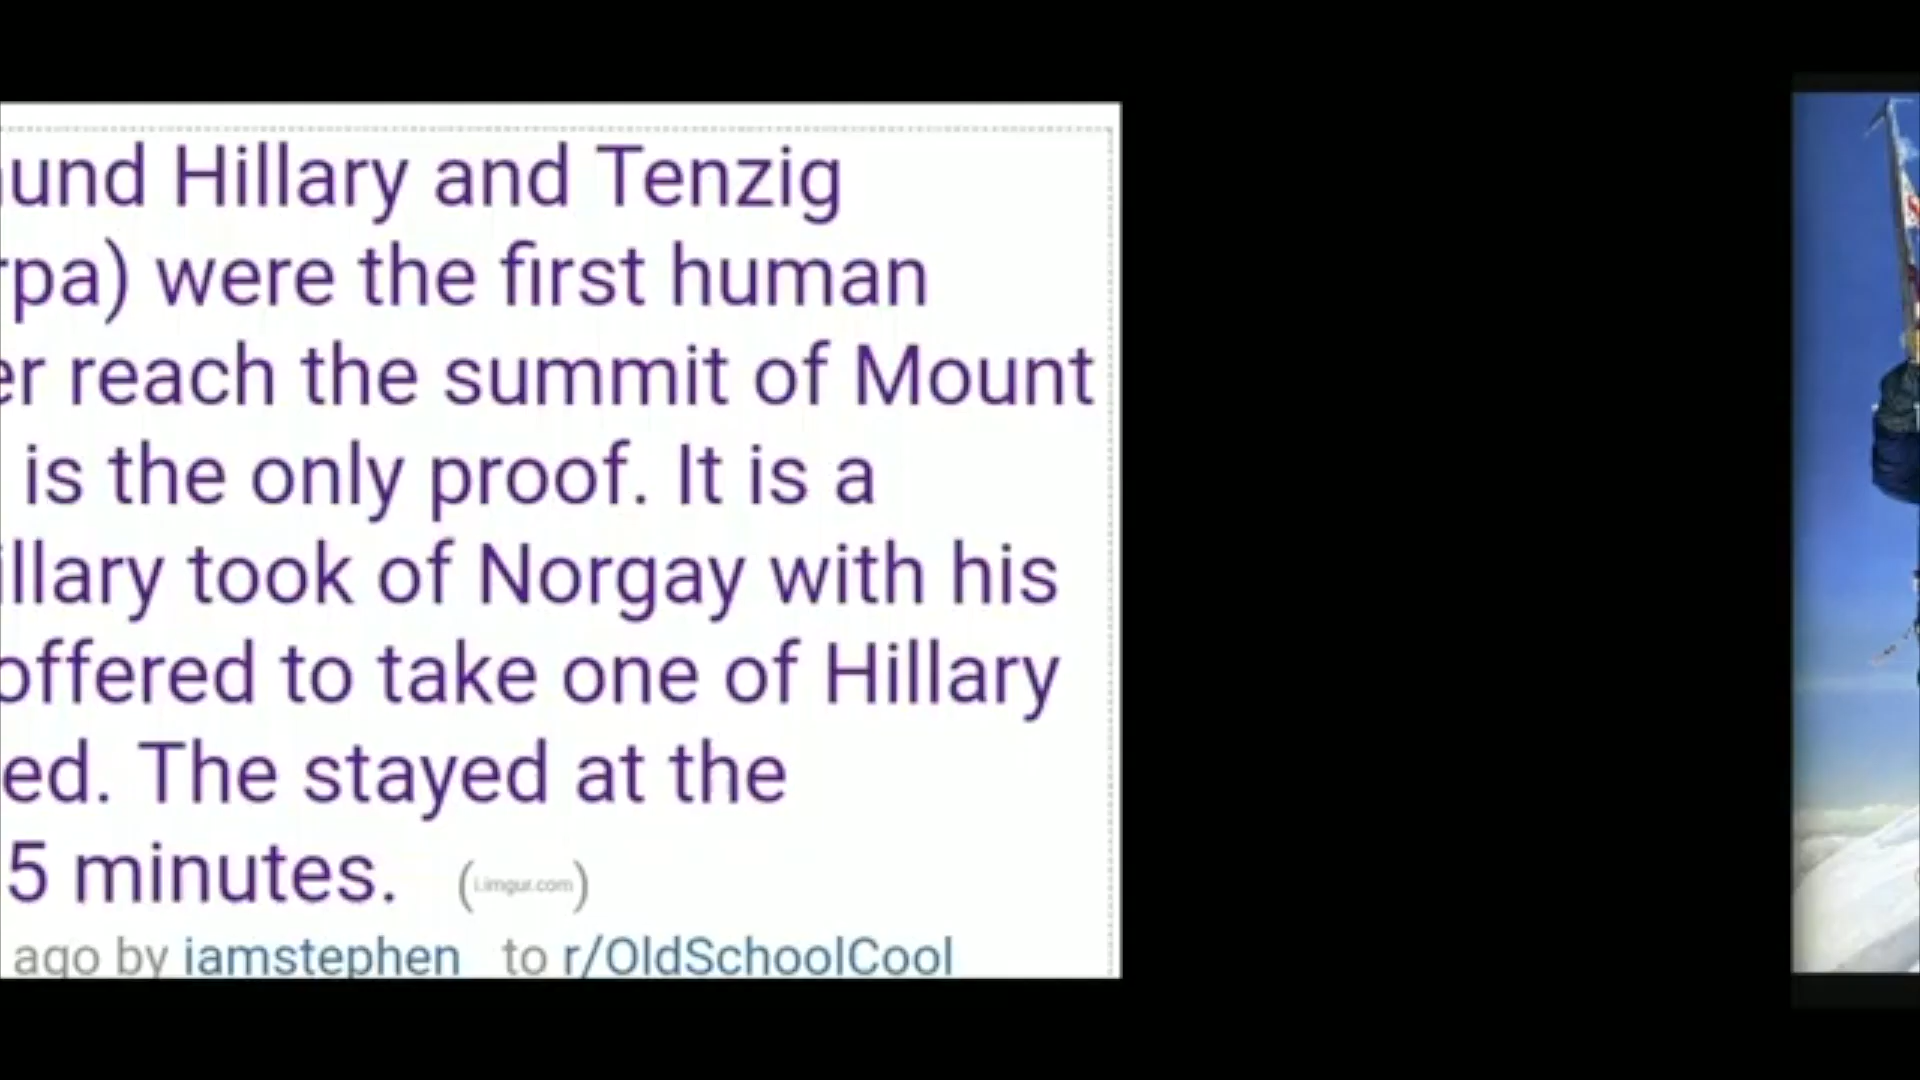 und Hillary and Tenzig
rpa) were the first human
er reach the summit of Mount
is the only proof. It is a
illary took of Norgay with his
offered to take one of Hillary
ed. The stayed at the
5 minutes. (i.imgur.com)
ago by iamstephen to r/OldSchoolCool